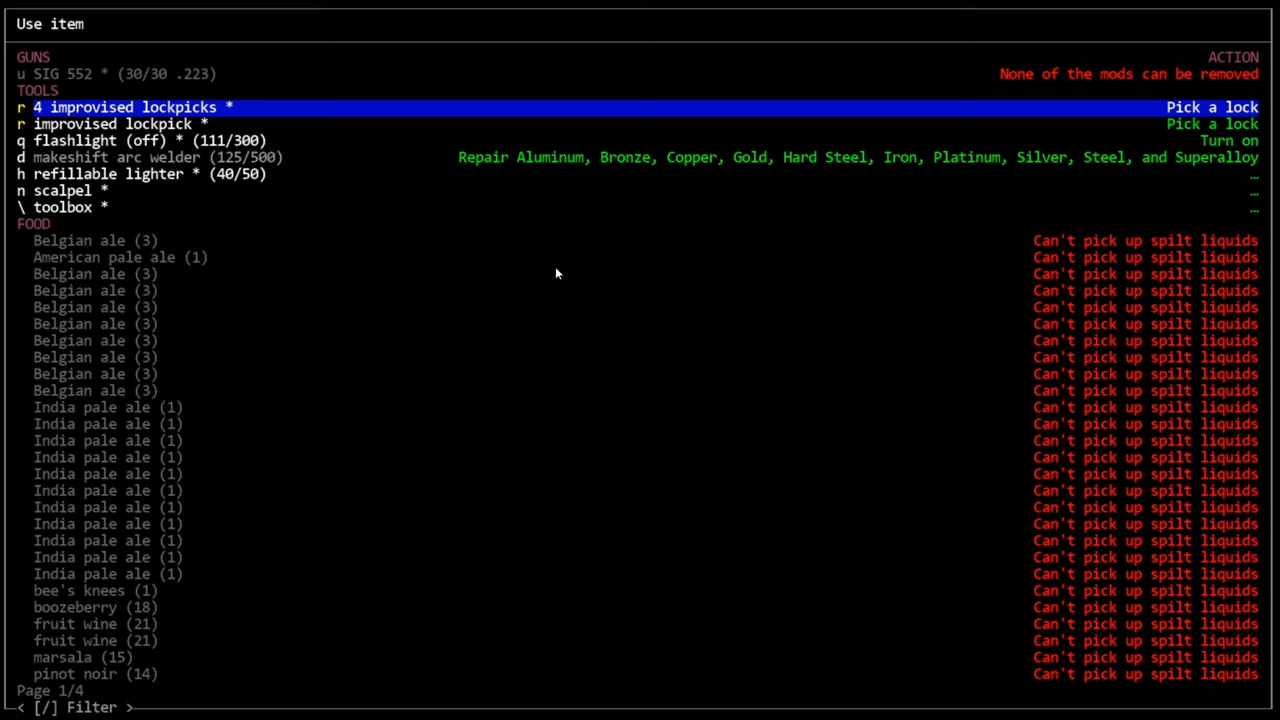 Use item
GUNS ACTION
u SIG 552 * (30/30 .223) None of the mods can be removed
TOOLS
r 4 improvised lockpicks * Pick a lock
r improvised lockpick * Pick a lock
q flashlight (off) * (111/300) Turn on
d makeshift arc welder (125/500) Repair Aluminum, Bronze, Copper, Gold, Hard Steel, Iron, Platinum, Silver, Steel, and Superalloy
h refillable lighter * (40/50) …
n scalpel * …
\ toolbox * …
FOOD
Belgian ale (3) Can't pick up spilt liquids
American pale ale (1) Can't pick up spilt liquids
Belgian ale (3) Can't pick up spilt liquids
Belgian ale (3) Can't pick up spilt liquids
Belgian ale (3) Can't pick up spilt liquids
Belgian ale (3) Can't pick up spilt liquids
Belgian ale (3) Can't pick up spilt liquids
Belgian ale (3) Can't pick up spilt liquids
Belgian ale (3) Can't pick up spilt liquids
Belgian ale (3) Can't pick up spilt liquids
India pale ale (1) Can't pick up spilt liquids
India pale ale (1) Can't pick up spilt liquids
India pale ale (1) Can't pick up spilt liquids
India pale ale (1) Can't pick up spilt liquids
India pale ale (1) Can't pick up spilt liquids
India pale ale (1) Can't pick up spilt liquids
India pale ale (1) Can't pick up spilt liquids
India pale ale (1) Can't pick up spilt liquids
India pale ale (1) Can't pick up spilt liquids
India pale ale (1) Can't pick up spilt liquids
India pale ale (1) Can't pick up spilt liquids
bee's knees (1) Can't pick up spilt liquids
boozeberry (18) Can't pick up spilt liquids
fruit wine (21) Can't pick up spilt liquids
fruit wine (21) Can't pick up spilt liquids
marsala (15) Can't pick up spilt liquids
pinot noir (14) Can't pick up spilt liquids
Page 1/4
< [/] Filter >